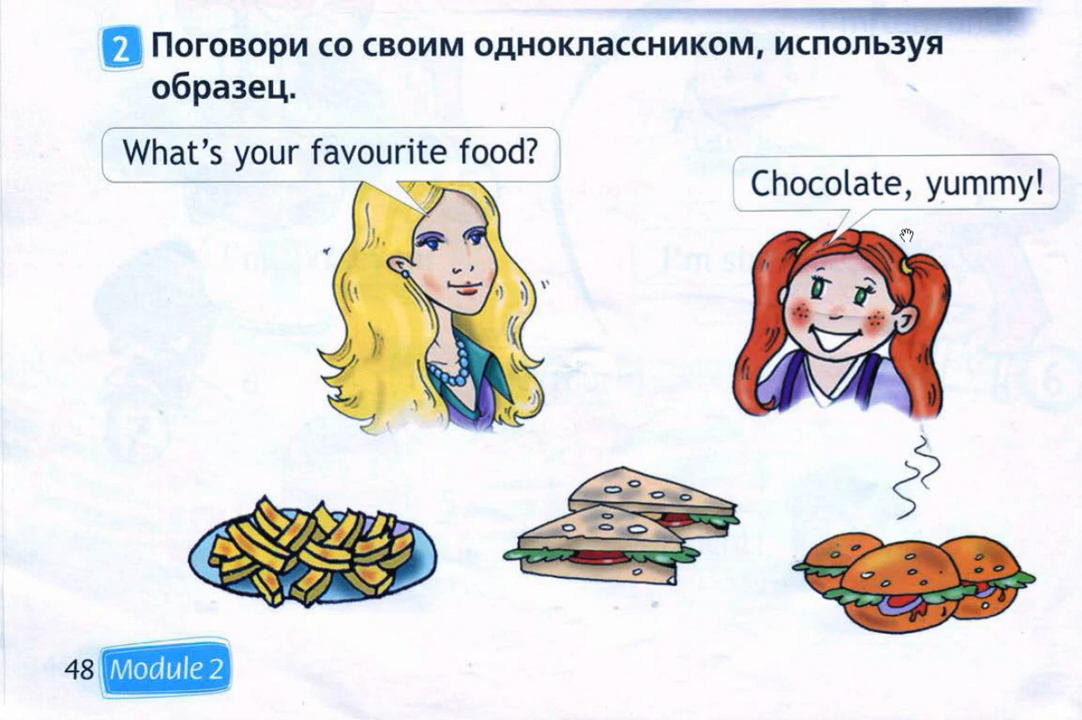 2 Поговори со своим одноклассником, используя
образец.
What's your favourite food?
Chocolate, yummy!
48 Module 2